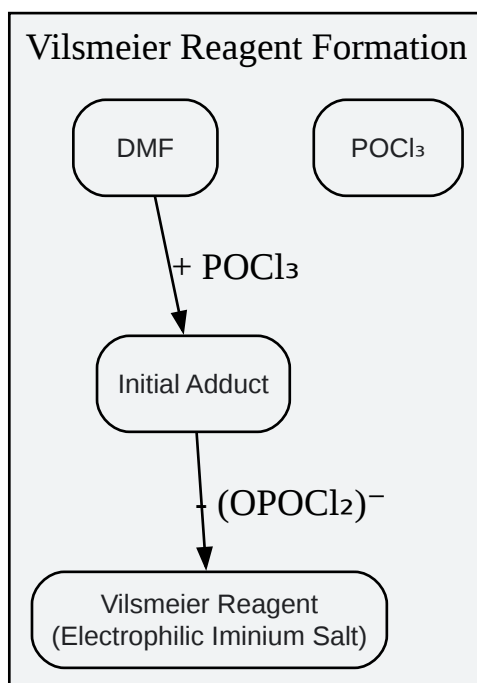 Vilsmeier Reagent Formation
DMF
POCl₃
+ POCl₃
Initial Adduct
- (OPOCl₂)⁻
Vilsmeier Reagent
(Electrophilic Iminium Salt)